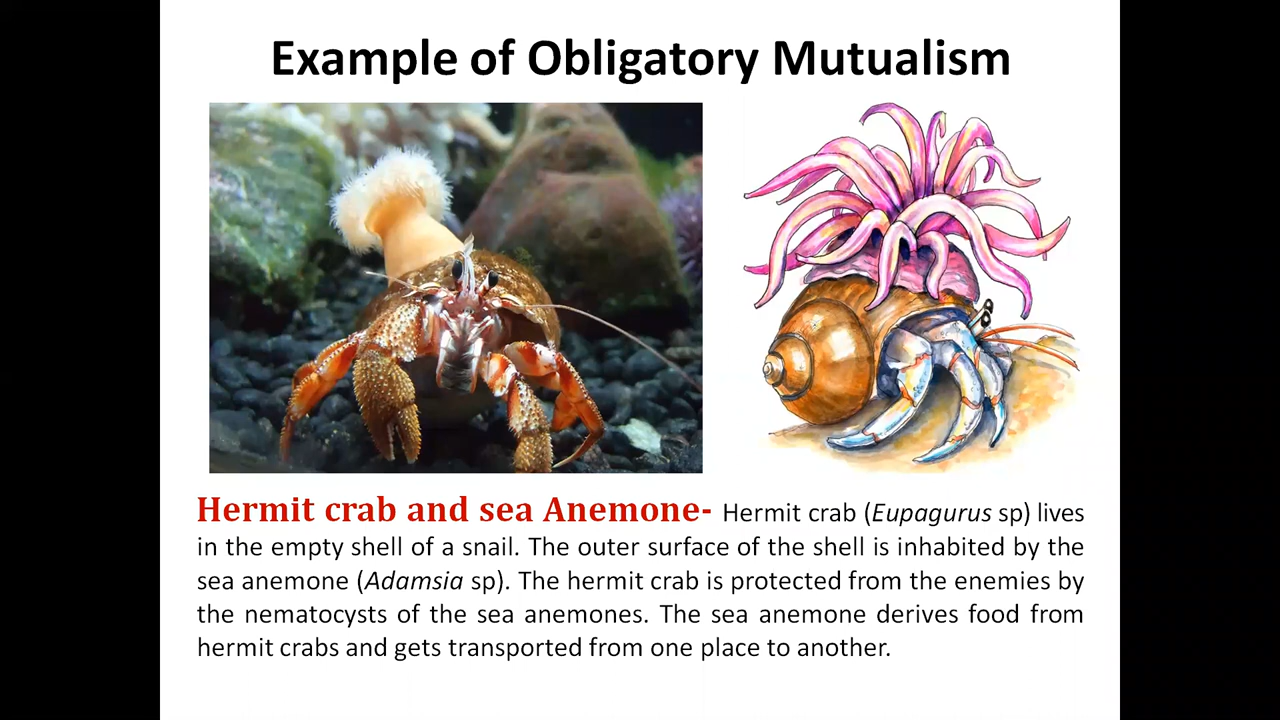 Example of Obligatory Mutualism
Hermit crab and sea Anemone- Hermit crab (Eupagurus sp) lives
in the empty shell of a snail. The outer surface of the shell is inhabited by the
sea anemone (Adamsia sp). The hermit crab is protected from the enemies by
the nematocysts of the sea anemones. The sea anemone derives food from
hermit crabs and gets transported from one place to another.